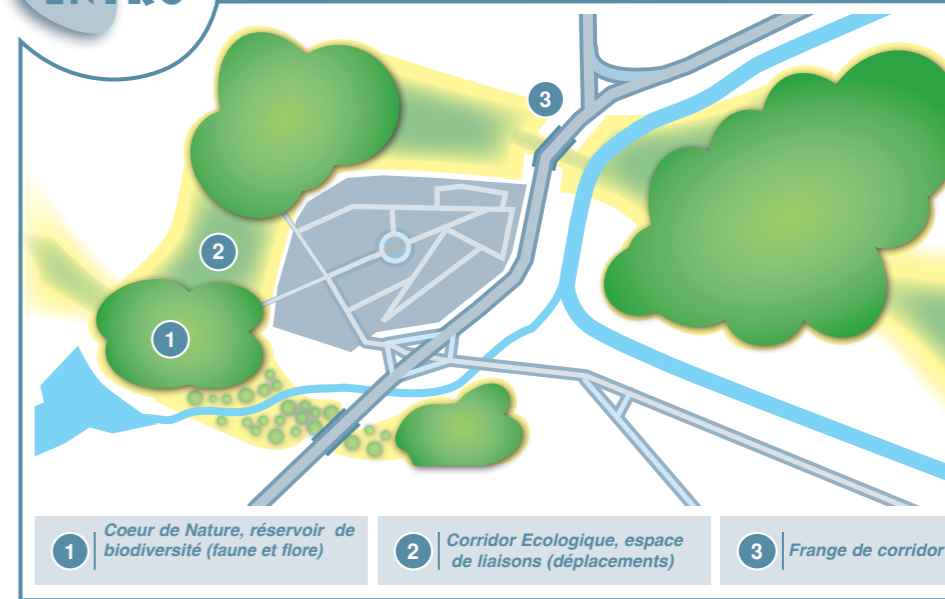 3
2
1
1 Coeur de Nature, réservoir de
biodiversité (faune et flore)
2 Corridor Ecologique, espace
de liaisons (déplacements)
3 Frange de corridor